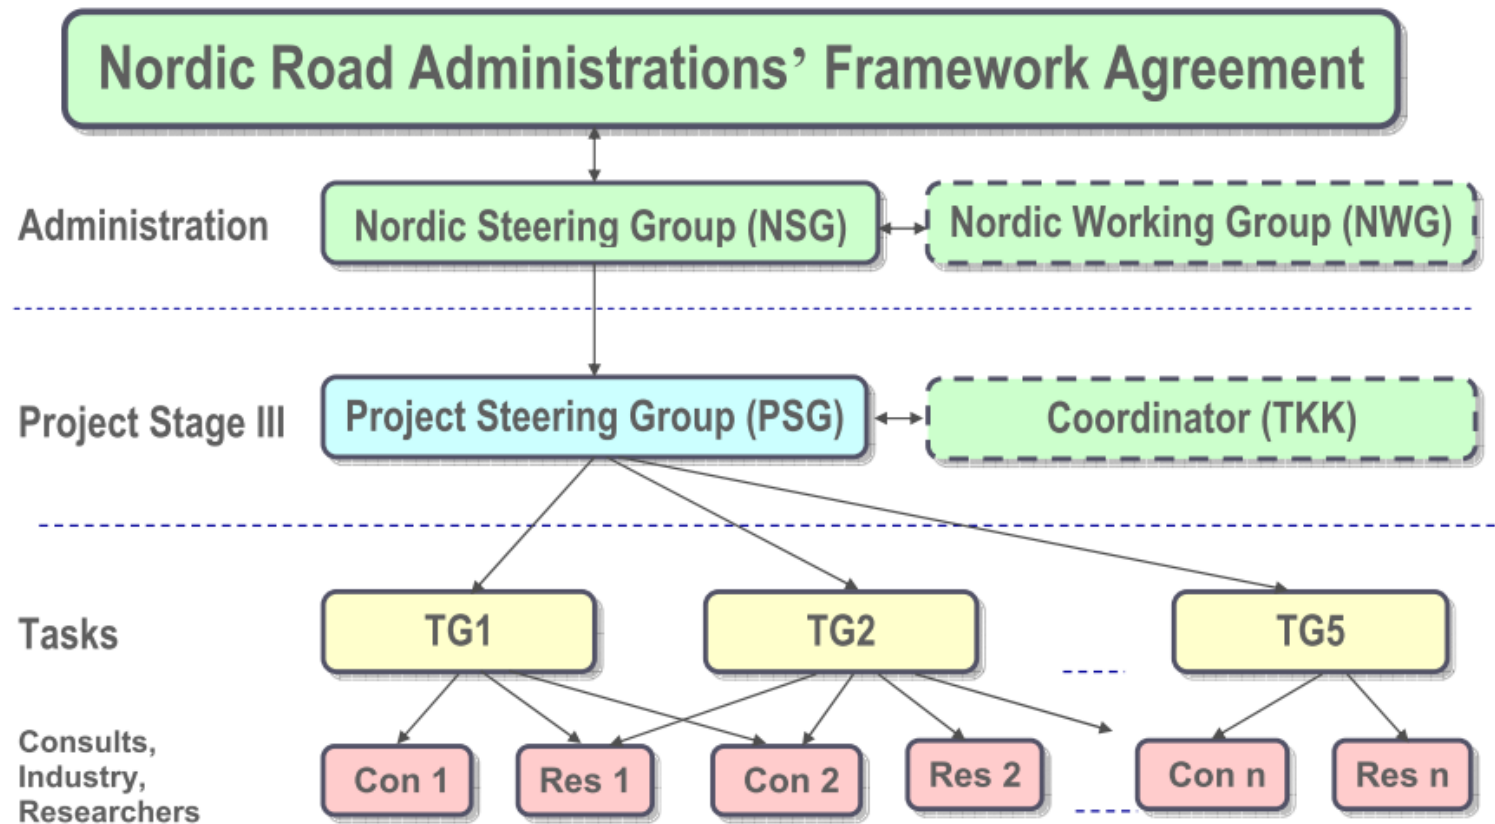 Nordic Road Administrations’ Framework Agreement
Administration
Nordic Steering Group (NSG)
Nordic Working Group (NWG)
Project Stage III
Project Steering Group (PSG)
Coordinator (TKK)
Tasks
TG1
TG2
TG5
Consults,
Industry,
Researchers
Con 1
Res 1
Con 2
Res 2
Con n
Res n